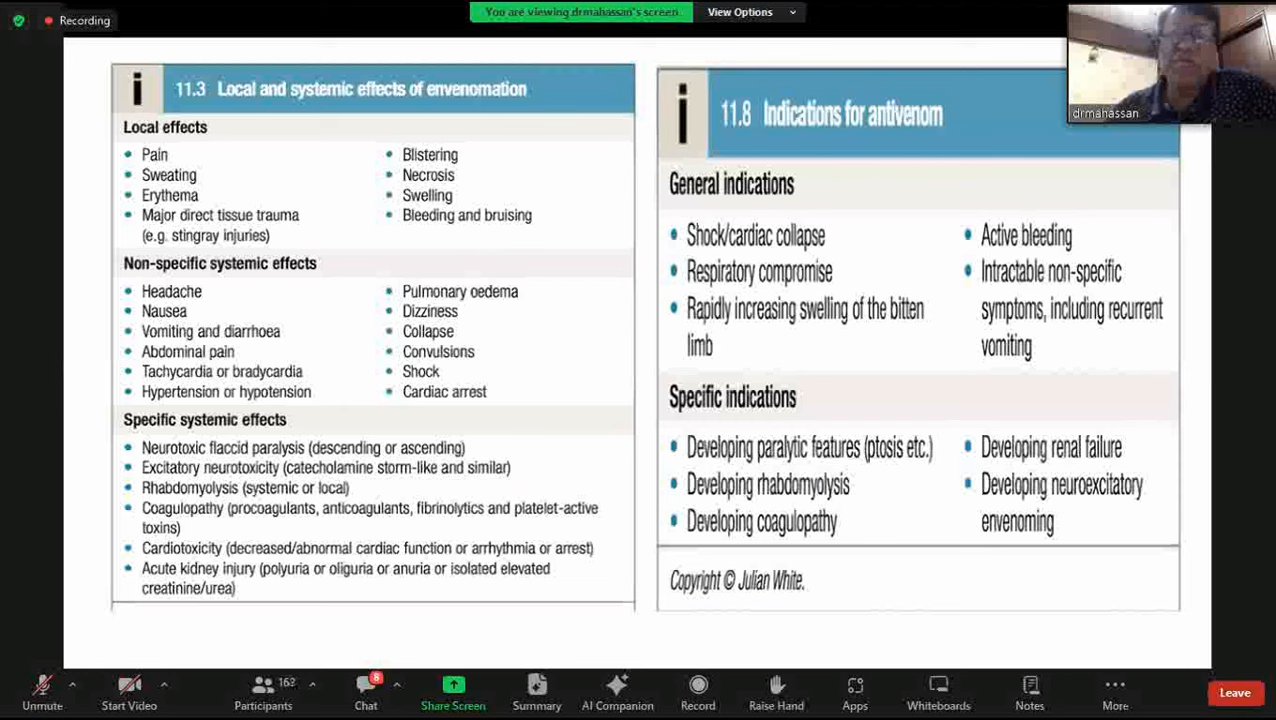 Recording
You are viewing drmahassan's screen
View Options
drmahassan
i
11.3 Local and systemic effects of envenomation
Local effects
• Pain
• Sweating
• Erythema
• Major direct tissue trauma
(e.g. stingray injuries)
• Blistering
• Necrosis
• Swelling
• Bleeding and bruising
Non-specific systemic effects
• Headache
• Nausea
• Vomiting and diarrhoea
• Abdominal pain
• Tachycardia or bradycardia
• Hypertension or hypotension
• Pulmonary oedema
• Dizziness
• Collapse
• Convulsions
• Shock
• Cardiac arrest
Specific systemic effects
• Neurotoxic flaccid paralysis (descending or ascending)
• Excitatory neurotoxicity (catecholamine storm-like and similar)
• Rhabdomyolysis (systemic or local)
• Coagulopathy (procoagulants, anticoagulants, fibrinolytics and platelet-active
toxins)
• Cardiotoxicity (decreased/abnormal cardiac function or arrhythmia or arrest)
• Acute kidney injury (polyuria or oliguria or anuria or isolated elevated
creatinine/urea)
i
11.8 Indications for antivenom
General indications
• Shock/cardiac collapse
• Respiratory compromise
• Rapidly increasing swelling of the bitten
limb
• Active bleeding
• Intractable non-specific
symptoms, including recurrent
vomiting
Specific indications
• Developing paralytic features (ptosis etc.)
• Developing rhabdomyolysis
• Developing coagulopathy
• Developing renal failure
• Developing neuroexcitatory
envenoming
Copyright © Julian White.
Unmute
Start Video
Participants
Chat
8
Share Screen
Summary
AI Companion
Record
Raise Hand
Apps
Whiteboards
Notes
More
Leave